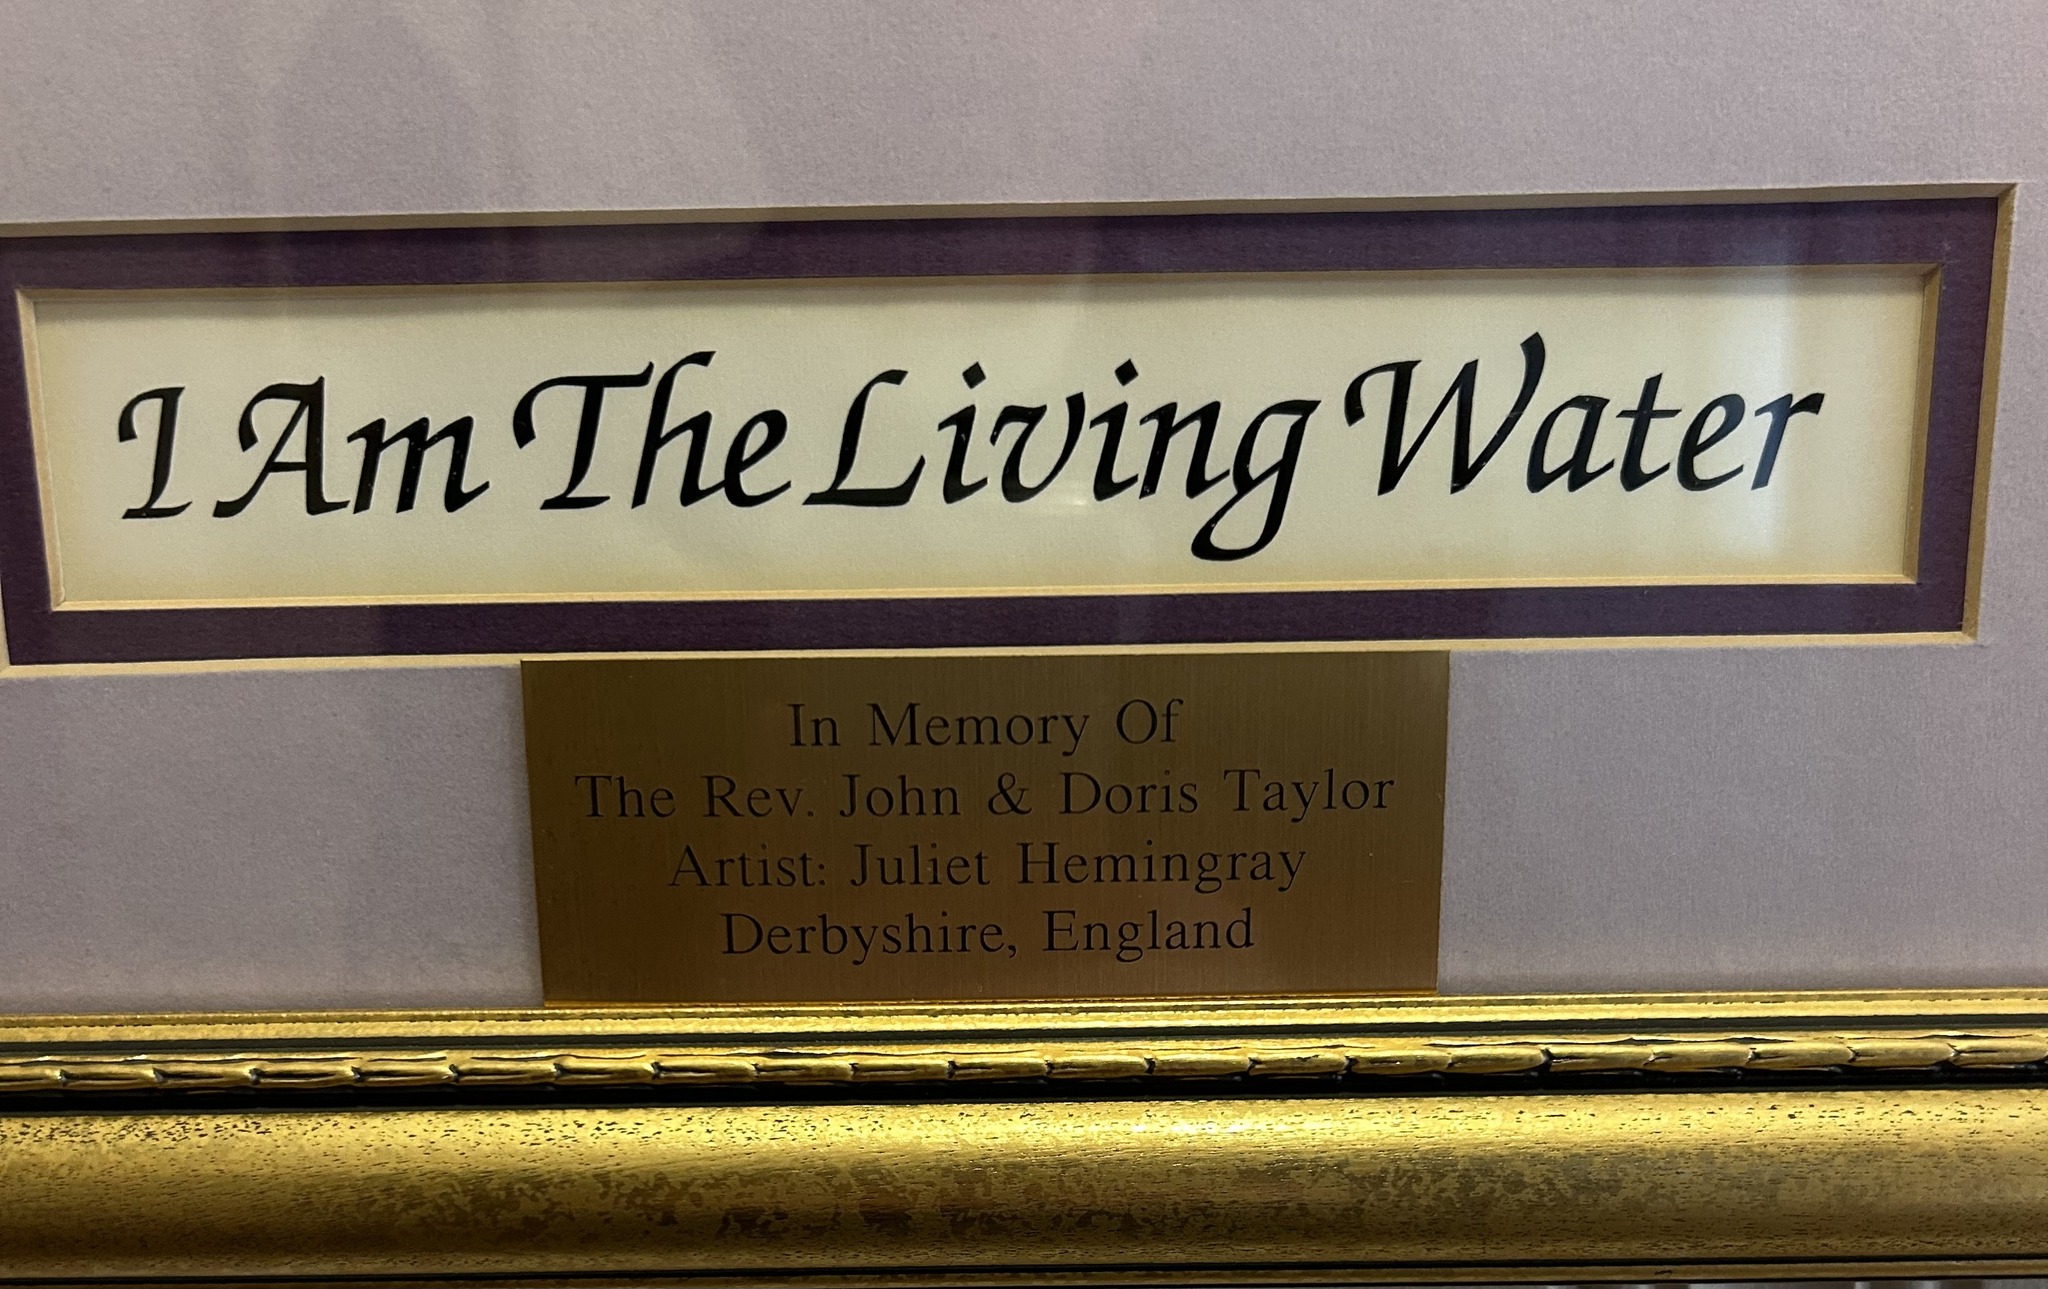 I Am The Living Water
In Memory Of
The Rev. John & Doris Taylor
Artist: Juliet Hemingray
Derbyshire, England